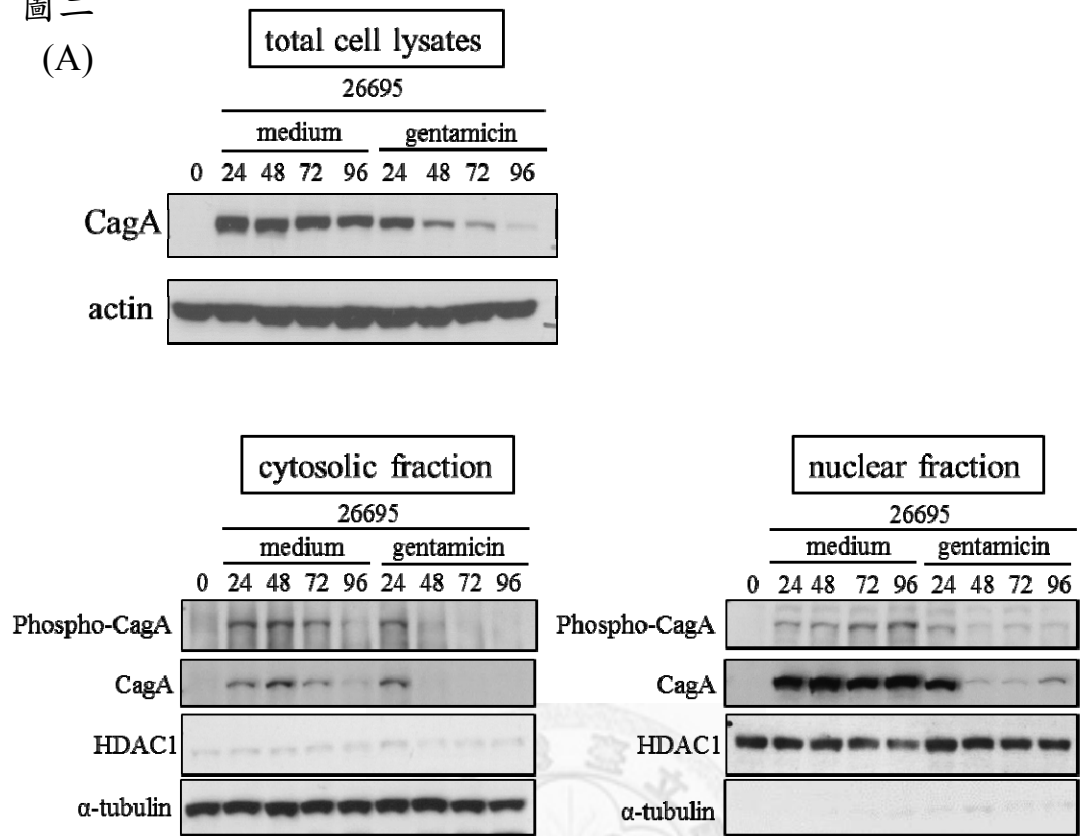 圖二
(A)
total cell lysates
26695
medium gentamicin
0 24 48 72 96 24 48 72 96
CagA
actin
cytosolic fraction
26695
medium gentamicin
0 24 48 72 96 24 48 72 96
Phospho-CagA
CagA
HDAC1
α-tubulin
nuclear fraction
26695
medium gentamicin
0 24 48 72 96 24 48 72 96
Phospho-CagA
CagA
HDAC1
α-tubulin